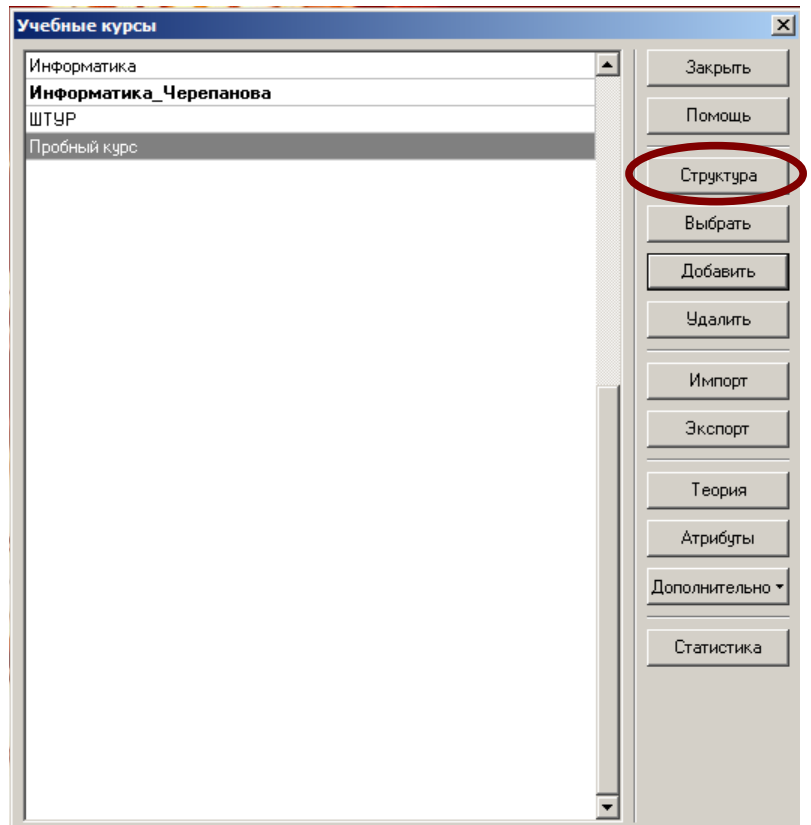 Учебные курсы
Информатика
Информатика_Черепанова
ШТУР
Пробный курс
Закрыть
Помощь
Структура
Выбрать
Добавить
Удалить
Импорт
Экспорт
Теория
Атрибуты
Дополнительно
Статистика